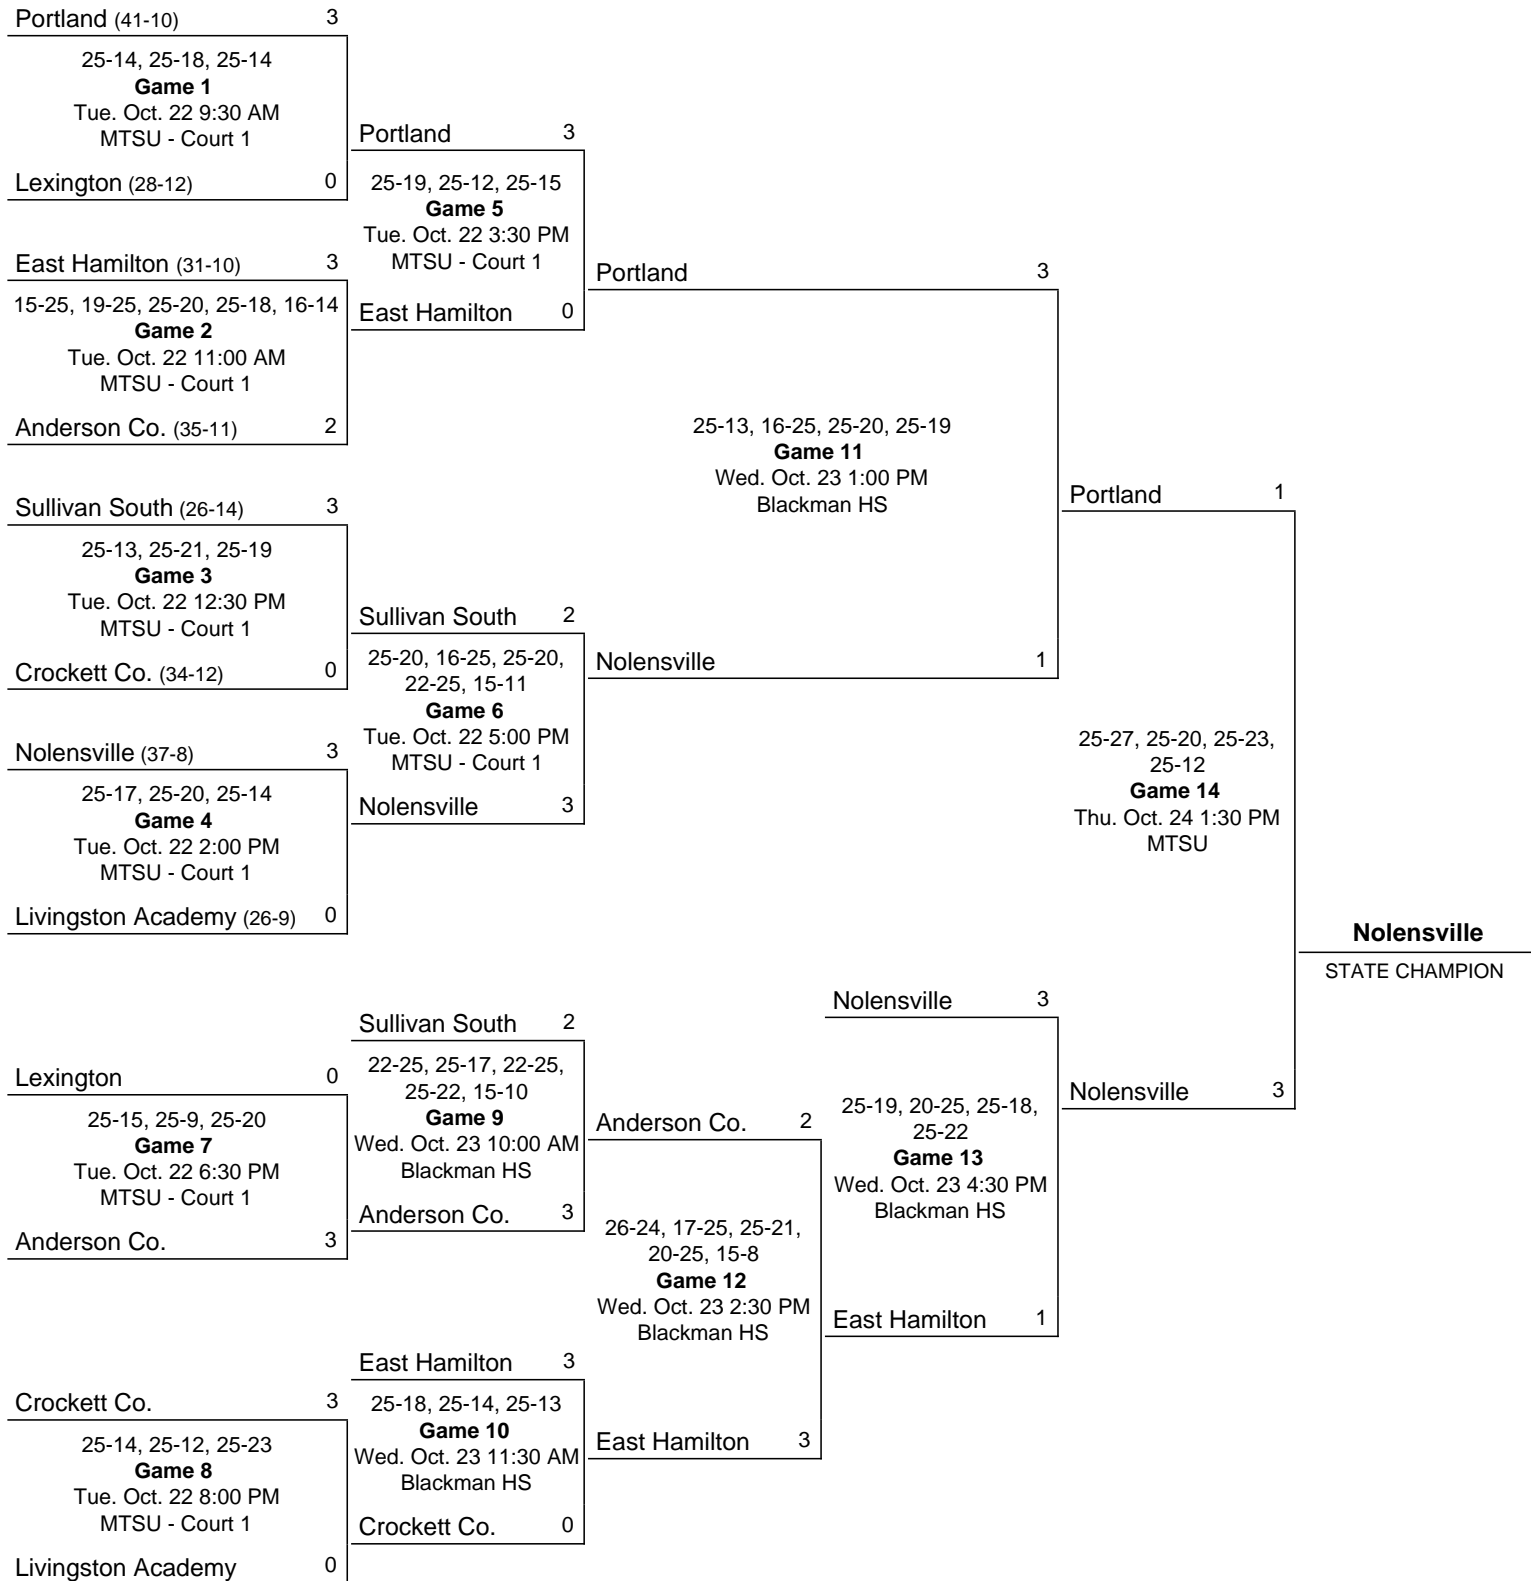 Portland (41-10) 3
25-14, 25-18, 25-14
Game 1
Tue. Oct. 22 9:30 AM
MTSU - Court 1
Lexington (28-12) 0
East Hamilton (31-10) 3
15-25, 19-25, 25-20, 25-18, 16-14
Game 2
Tue. Oct. 22 11:00 AM
MTSU - Court 1
Anderson Co. (35-11) 2
Sullivan South (26-14) 3
25-13, 25-21, 25-19
Game 3
Tue. Oct. 22 12:30 PM
MTSU - Court 1
Crockett Co. (34-12) 0
Nolensville (37-8) 3
25-17, 25-20, 25-14
Game 4
Tue. Oct. 22 2:00 PM
MTSU - Court 1
Livingston Academy (26-9) 0
Portland 3
25-19, 25-12, 25-15
Game 5
Tue. Oct. 22 3:30 PM
MTSU - Court 1
East Hamilton 0
Sullivan South 2
25-20, 16-25, 25-20,
22-25, 15-11
Game 6
Tue. Oct. 22 5:00 PM
MTSU - Court 1
Nolensville 3
Portland 3
25-13, 16-25, 25-20, 25-19
Game 11
Wed. Oct. 23 1:00 PM
Blackman HS
Nolensville 1
Portland 1
25-27, 25-20, 25-23,
25-12
Game 14
Thu. Oct. 24 1:30 PM
MTSU
Nolensville 3
Nolensville
STATE CHAMPION
Lexington 0
25-15, 25-9, 25-20
Game 7
Tue. Oct. 22 6:30 PM
MTSU - Court 1
Anderson Co. 3
Crockett Co. 3
25-14, 25-12, 25-23
Game 8
Tue. Oct. 22 8:00 PM
MTSU - Court 1
Livingston Academy 0
Sullivan South 2
22-25, 25-17, 22-25,
25-22, 15-10
Game 9
Wed. Oct. 23 10:00 AM
Blackman HS
Anderson Co. 3
East Hamilton 3
25-18, 25-14, 25-13
Game 10
Wed. Oct. 23 11:30 AM
Blackman HS
Crockett Co. 0
Anderson Co. 2
26-24, 17-25, 25-21,
20-25, 15-8
Game 12
Wed. Oct. 23 2:30 PM
Blackman HS
East Hamilton 3
Nolensville 3
25-19, 20-25, 25-18,
25-22
Game 13
Wed. Oct. 23 4:30 PM
Blackman HS
East Hamilton 1